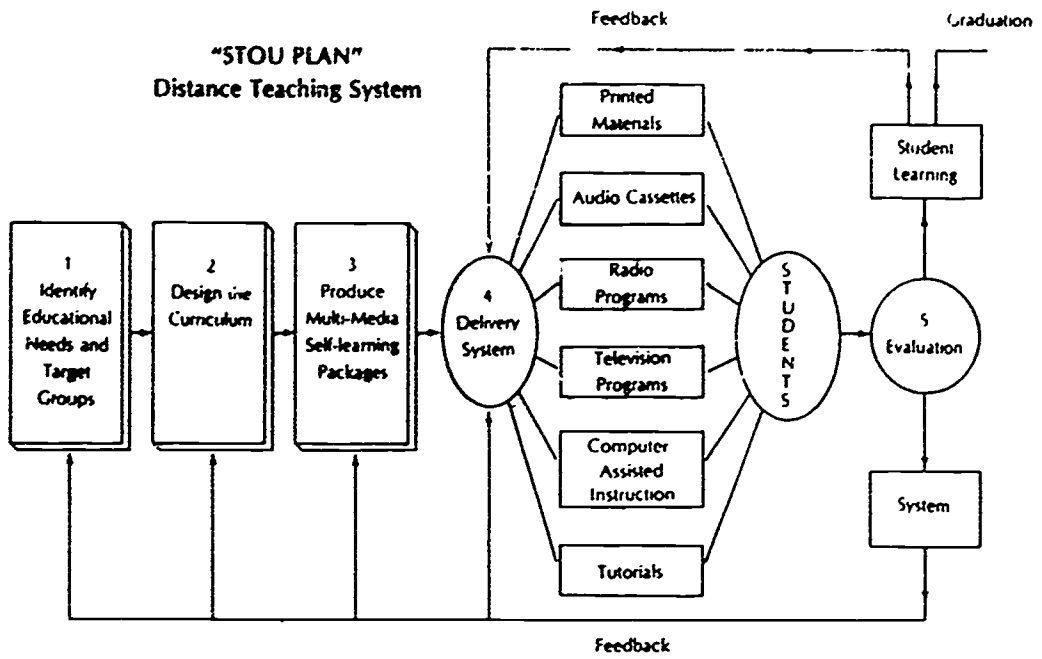 Feedback
Graduation
"STOU PLAN"
Distance Teaching System
1
Identify
Educational
Needs and
Target
Groups
2
Design the
Curriculum
3
Produce
Multi-Media
Self-learning
Packages
4
Delivery
System
Printed
Materials
Audio Cassettes
Radio
Programs
Television
Programs
Computer
Assisted
Instruction
Tutorials
STUDENTS
5
Evaluation
Student
Learning
System
Feedback